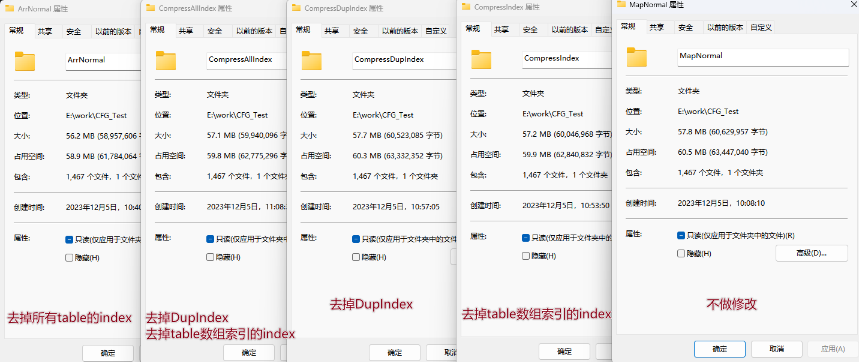 ArrNormal 属性
常规 共享 安全 以前的版本
ArrNormal
类型: 文件夹
位置: E:\work\CFG_Test
大小: 56.2 MB (58,957,606 字节)
占用空间: 58.9 MB (61,784,064 字节)
包含: 1,467 个文件，1 个文件夹
创建时间: 2023年12月5日，10:40
属性: 只读(仅应用于文件夹
隐藏(H)
去掉所有table的index
确定
CompressAllIndex 属性
常规 共享 安全 以前的版本
CompressAllIndex
类型: 文件夹
位置: E:\work\CFG_Test
大小: 57.1 MB (59,940,096 字节)
占用空间: 59.8 MB (62,775,296 字节)
包含: 1,467 个文件，1 个文件夹
创建时间: 2023年12月5日，11:08:
属性: 只读(仅应用于文件夹中
隐藏(H)
去掉DupIndex
去掉table数组索引的index
确定
CompressDupIndex 属性
常规 共享 安全 以前的版本 自定义
CompressDupIndex
类型: 文件夹
位置: E:\work\CFG_Test
大小: 57.7 MB (60,523,085 字节)
占用空间: 60.3 MB (63,332,352 字节)
包含: 1,467 个文件，1 个文件夹
创建时间: 2023年12月5日，10:57:05
属性: 只读(仅应用于文件夹中的文件)
隐藏(H)
去掉DupIndex
确定 取消
CompressIndex 属性
常规 共享 安全 以前的版本 自定义
CompressIndex
类型: 文件夹
位置: E:\work\CFG_Test
大小: 57.2 MB (60,046,968 字节)
占用空间: 59.9 MB (62,840,832 字节)
包含: 1,467 个文件，1 个文件夹
创建时间: 2023年12月5日，10:53:50
属性: 只读(仅应用于文件夹中的
隐藏(H)
去掉table数组索引的index
确定
MapNormal 属性
常规 共享 安全 以前的版本 自定义
MapNormal
类型: 文件夹
位置: E:\work\CFG_Test
大小: 57.8 MB (60,629,957 字节)
占用空间: 60.5 MB (63,447,040 字节)
包含: 1,467 个文件，1 个文件夹
创建时间: 2023年12月5日，10:08:10
属性: 只读(仅应用于文件夹中的文件)(R)
隐藏(H) 高级(D)...
不做修改
确定 取消 应用(A)